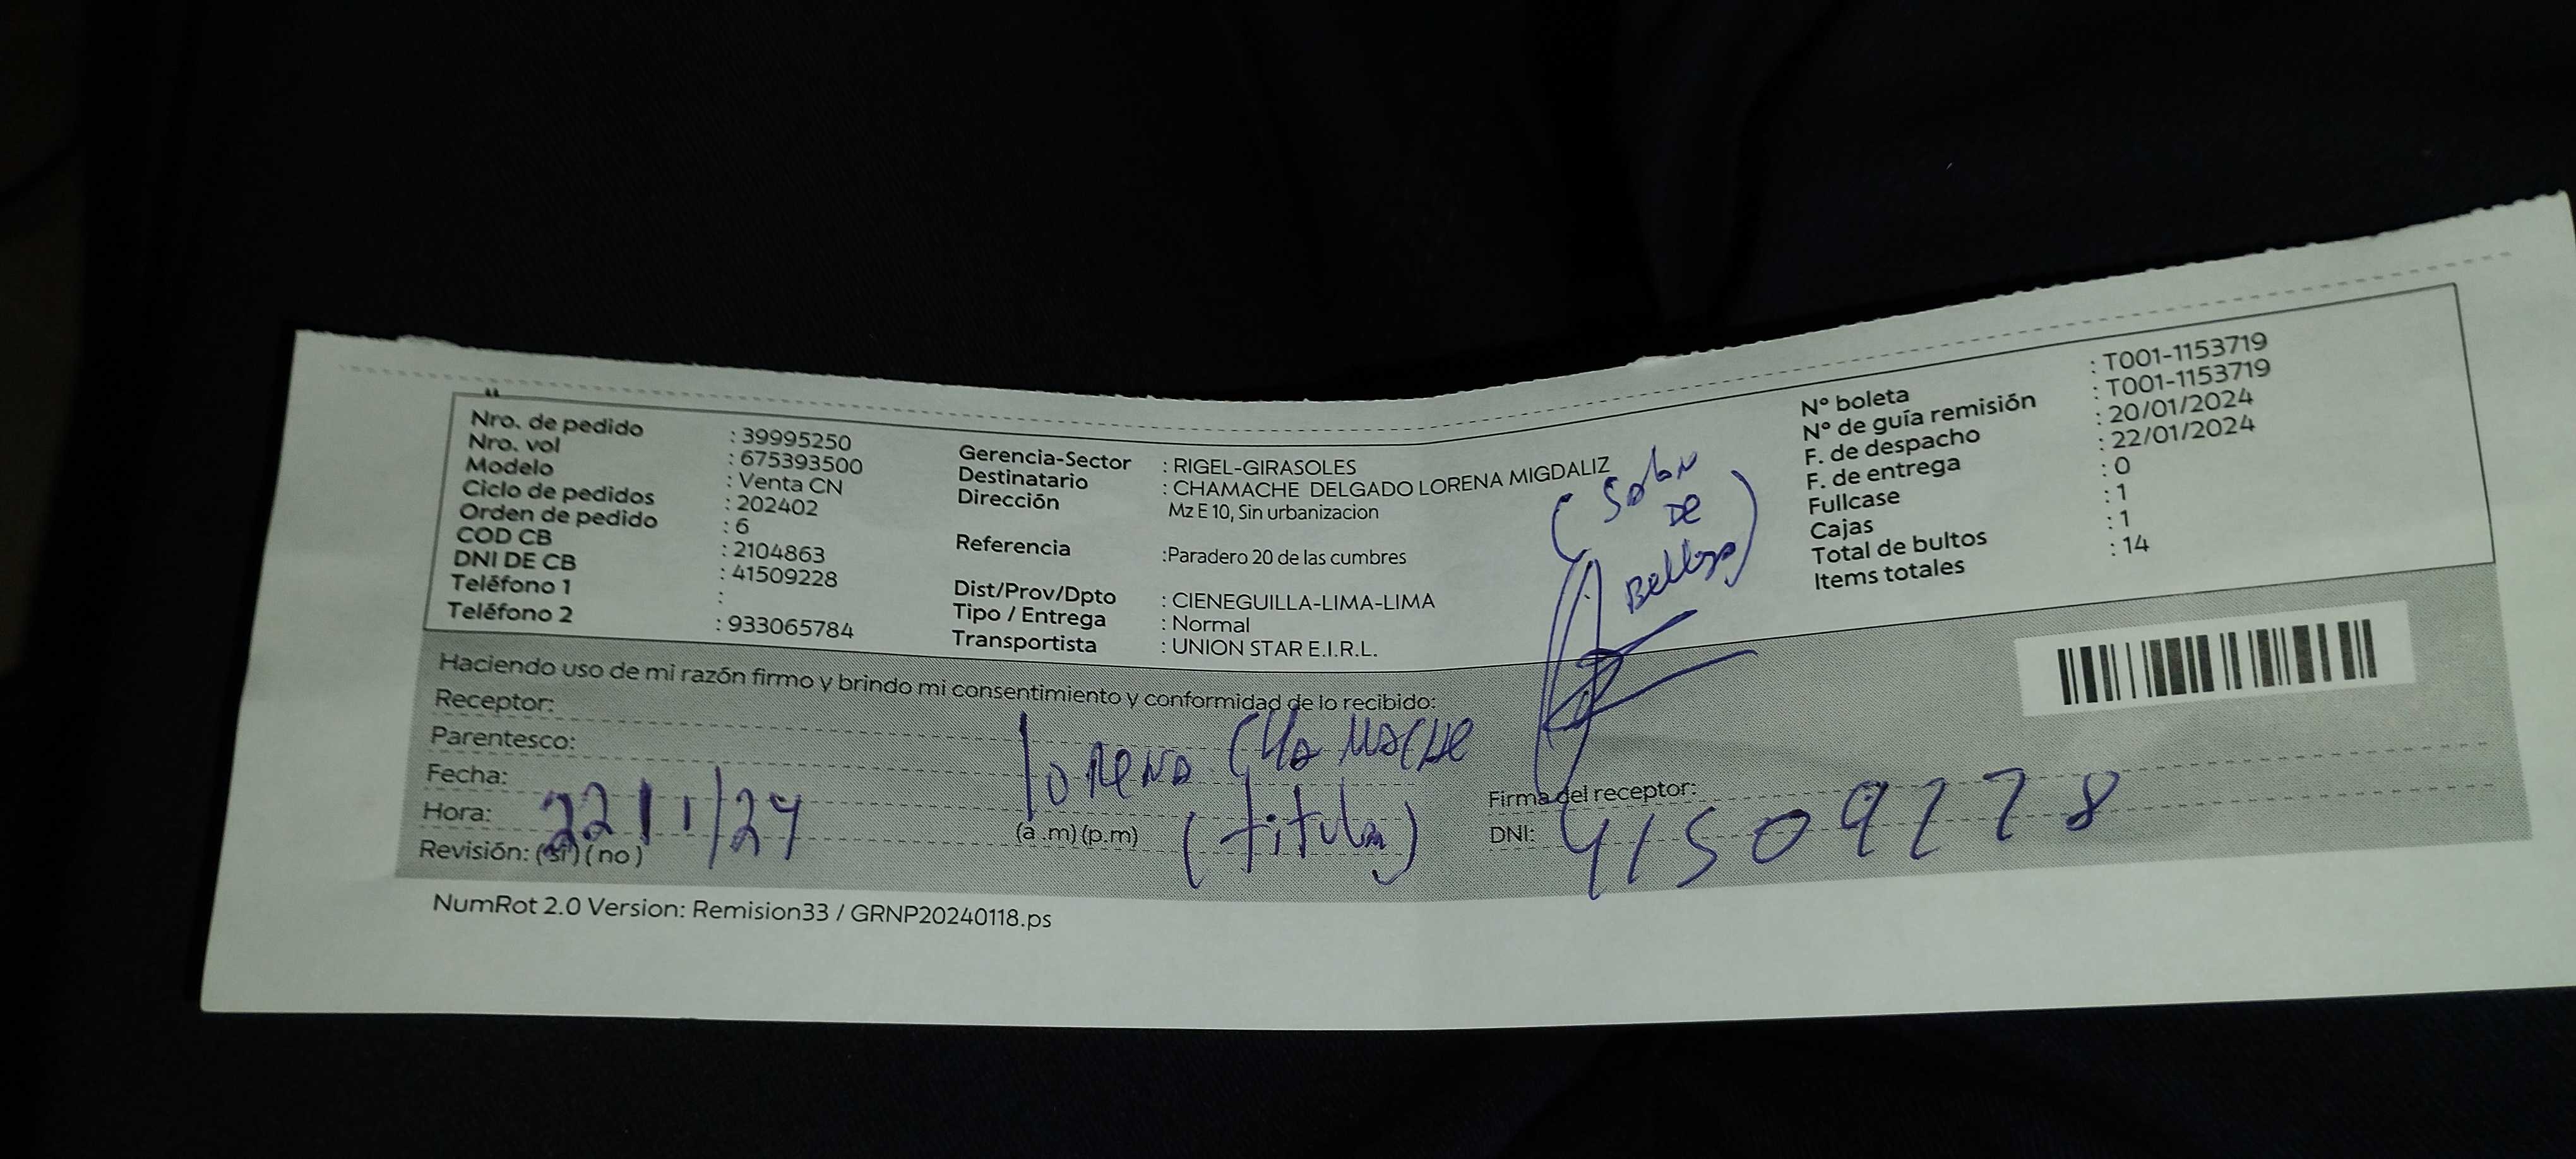 Nro. de pedido : 39995250
Nro. vol : 675393500
Modelo : Venta CN
Ciclo de pedidos : 202402
Orden de pedido : 6
COD CB : 2104863
DNI DE CB : 41509228
Teléfono 1 :
Teléfono 2 : 933065784
Gerencia-Sector : RIGEL-GIRASOLES
Destinatario : CHAMACHE DELGADO LORENA MIGDALIZ
Dirección Mz E 10, Sin urbanizacion
Referencia :Paradero 20 de las cumbres
Dist/Prov/Dpto : CIENEGUILLA-LIMA-LIMA
Tipo / Entrega : Normal
Transportista : UNION STAR E.I.R.L.
(Salon
De
Belleza)
N° boleta : T001-1153719
N° de guía remisión : T001-1153719
F. de despacho : 20/01/2024
F. de entrega : 22/01/2024
Fullcase : 0
Cajas : 1
Total de bultos : 1
Items totales : 14
Haciendo uso de mi razón firmo y brindo mi consentimiento y conformidad de lo recibido:
Receptor:
Parentesco: Lorena Chamache
Fecha:
Hora: 22/1/24
(a .m) (p.m) (titular)
Revisión: (si) (no)
Firma del receptor:
DNI: 41509228
NumRot 2.0 Version: Remision33 / GRNP20240118.ps